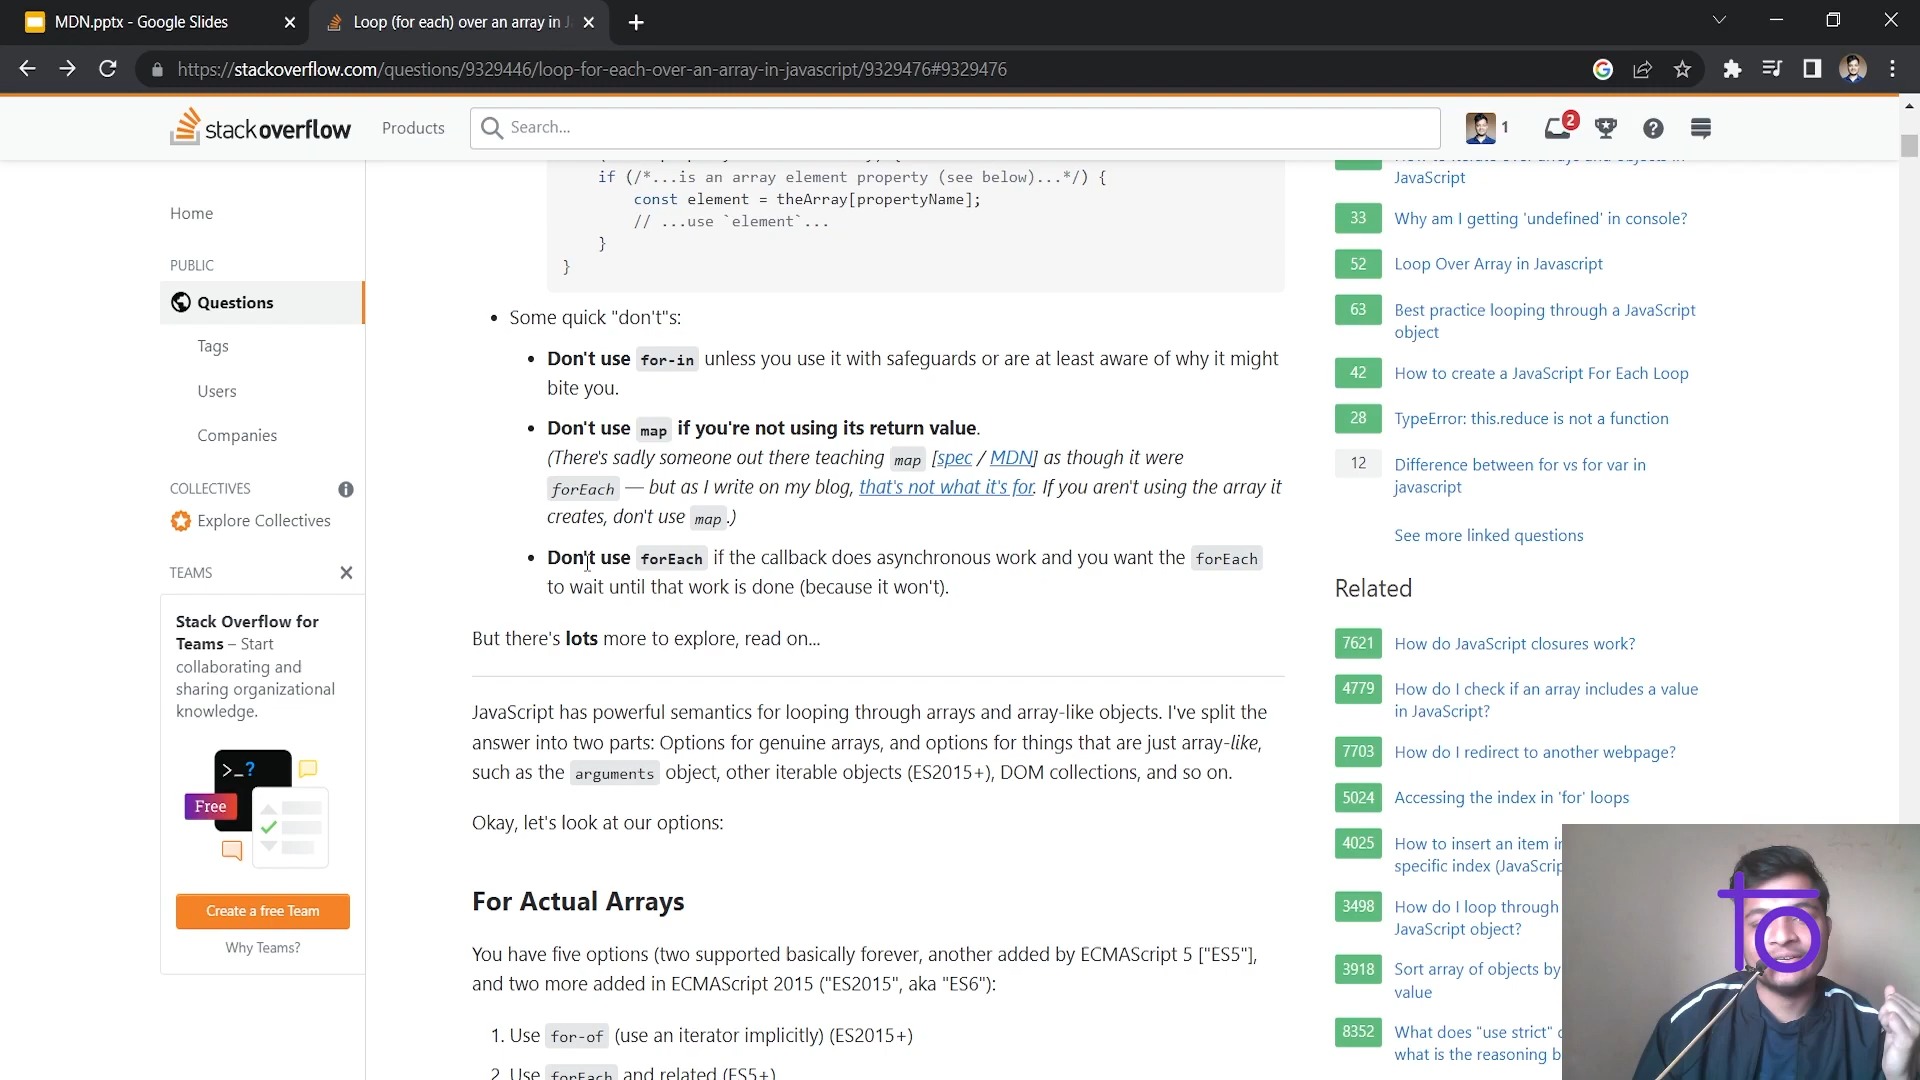 MDN.pptx - Google Slides
Loop (for each) over an array in J
https://stackoverflow.com/questions/9329446/loop-for-each-over-an-array-in-javascript/9329476#9329476
stackoverflow
Products
Search...
1
2
if (/*...is an array element property (see below)...*/) {
const element = theArray[propertyName];
// ...use `element`...
}
}
Some quick "don't"s:
Don't use for-in unless you use it with safeguards or are at least aware of why it might
bite you.
Don't use map if you're not using its return value.
(There's sadly someone out there teaching map [spec / MDN] as though it were
forEach — but as I write on my blog, that's not what it's for. If you aren't using the array it
creates, don't use map.)
Don't use forEach if the callback does asynchronous work and you want the forEach
to wait until that work is done (because it won't).
But there's lots more to explore, read on...
JavaScript has powerful semantics for looping through arrays and array-like objects. I've split the
answer into two parts: Options for genuine arrays, and options for things that are just array-like,
such as the arguments object, other iterable objects (ES2015+), DOM collections, and so on.
Okay, let's look at our options:
For Actual Arrays
You have five options (two supported basically forever, another added by ECMAScript 5 ["ES5"],
and two more added in ECMAScript 2015 ("ES2015", aka "ES6"):
1. Use for-of (use an iterator implicitly) (ES2015+)
2. Use forEach and related (ES5+)
Home
PUBLIC
Questions
Tags
Users
Companies
COLLECTIVES
Explore Collectives
TEAMS
Stack Overflow for
Teams – Start
collaborating and
sharing organizational
knowledge.
>_?
Free
Create a free Team
Why Teams?
How to iterate over arrays and objects in
JavaScript
33 Why am I getting 'undefined' in console?
52 Loop Over Array in Javascript
63 Best practice looping through a JavaScript
object
42 How to create a JavaScript For Each Loop
28 TypeError: this.reduce is not a function
12 Difference between for vs for var in
javascript
See more linked questions
Related
7621 How do JavaScript closures work?
4779 How do I check if an array includes a value
in JavaScript?
7703 How do I redirect to another webpage?
5024 Accessing the index in 'for' loops
4025 How to insert an item i
specific index (JavaScrip
3498 How do I loop through
JavaScript object?
3918 Sort array of objects by
value
8352 What does "use strict"
what is the reasoning b
to